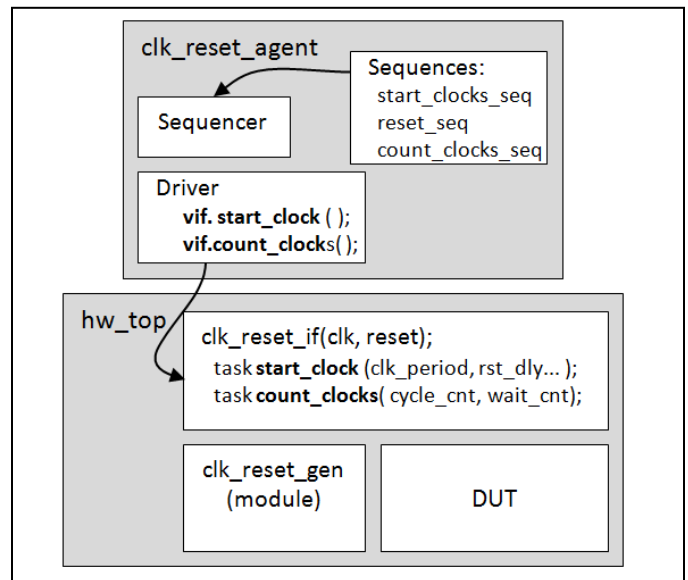 clk_reset_agent
Sequences:
start_clocks_seq
reset_seq
count_clocks_seq
Sequencer
Driver
vif. start_clock ( );
vif.count_clocks( );
hw_top
clk_reset_if(clk, reset);
task start_clock (clk_period, rst_dly... );
task count_clocks( cycle_cnt, wait_cnt);
clk_reset_gen
(module)
DUT